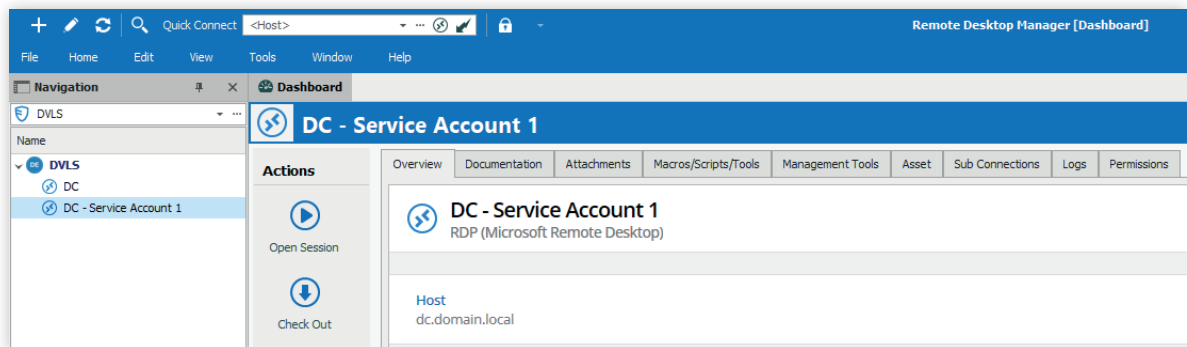 Quick Connect <Host> Remote Desktop Manager [Dashboard]
File Home Edit View Tools Window Help
Navigation
Dashboard
DVLS
DC - Service Account 1
Name
DE DVLS
DC
DC - Service Account 1
Actions
Open Session
Check Out
Overview Documentation Attachments Macros/Scripts/Tools Management Tools Asset Sub Connections Logs Permissions
DC - Service Account 1
RDP (Microsoft Remote Desktop)
Host
dc.domain.local